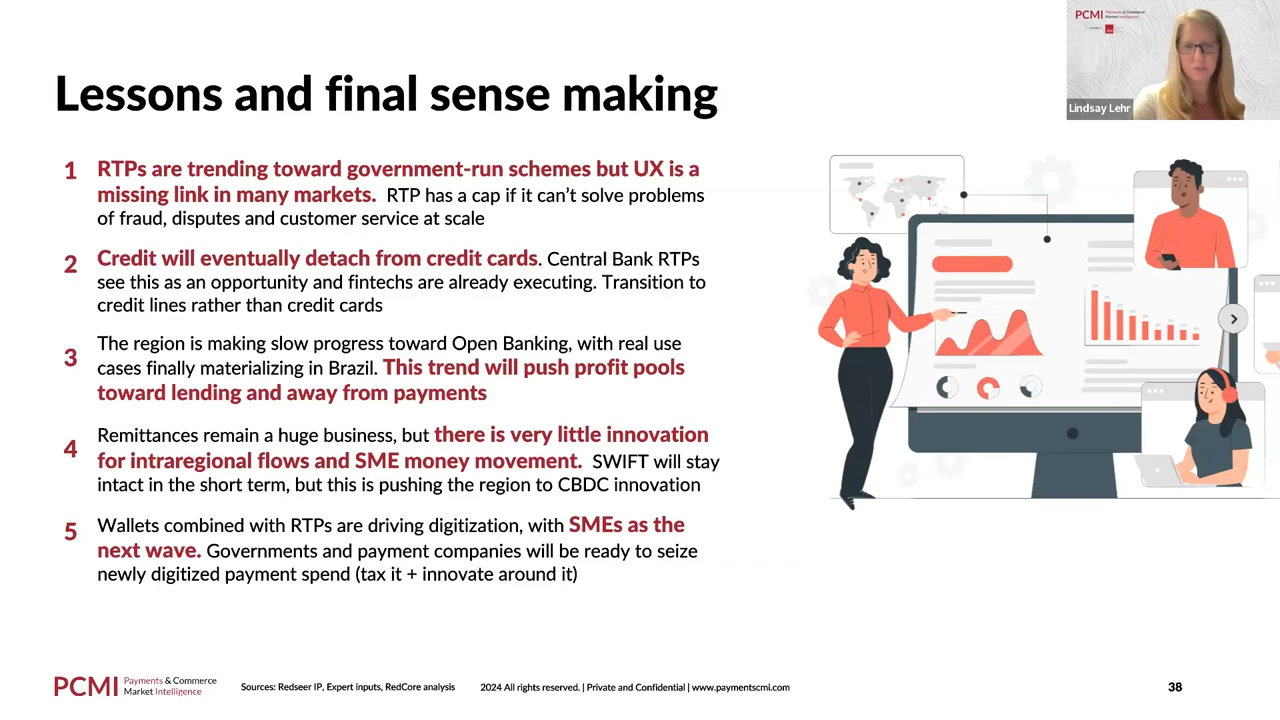 PCMI Payments & Commerce
Market Intelligence
Lindsay Lehr
Lessons and final sense making
1 RTPs are trending toward government-run schemes but UX is a
missing link in many markets. RTP has a cap if it can’t solve problems
of fraud, disputes and customer service at scale
2 Credit will eventually detach from credit cards. Central Bank RTPs
see this as an opportunity and fintechs are already executing. Transition to
credit lines rather than credit cards
3 The region is making slow progress toward Open Banking, with real use
cases finally materializing in Brazil. This trend will push profit pools
toward lending and away from payments
4 Remittances remain a huge business, but there is very little innovation
for intraregional flows and SME money movement. SWIFT will stay
intact in the short term, but this is pushing the region to CBDC innovation
5 Wallets combined with RTPs are driving digitization, with SMEs as the
next wave. Governments and payment companies will be ready to seize
newly digitized payment spend (tax it + innovate around it)
PCMI Payments & Commerce
Market Intelligence
Sources: Redseer IP, Expert inputs, RedCore analysis
2024 All rights reserved. | Private and Confidential | www.paymentscmi.com
38